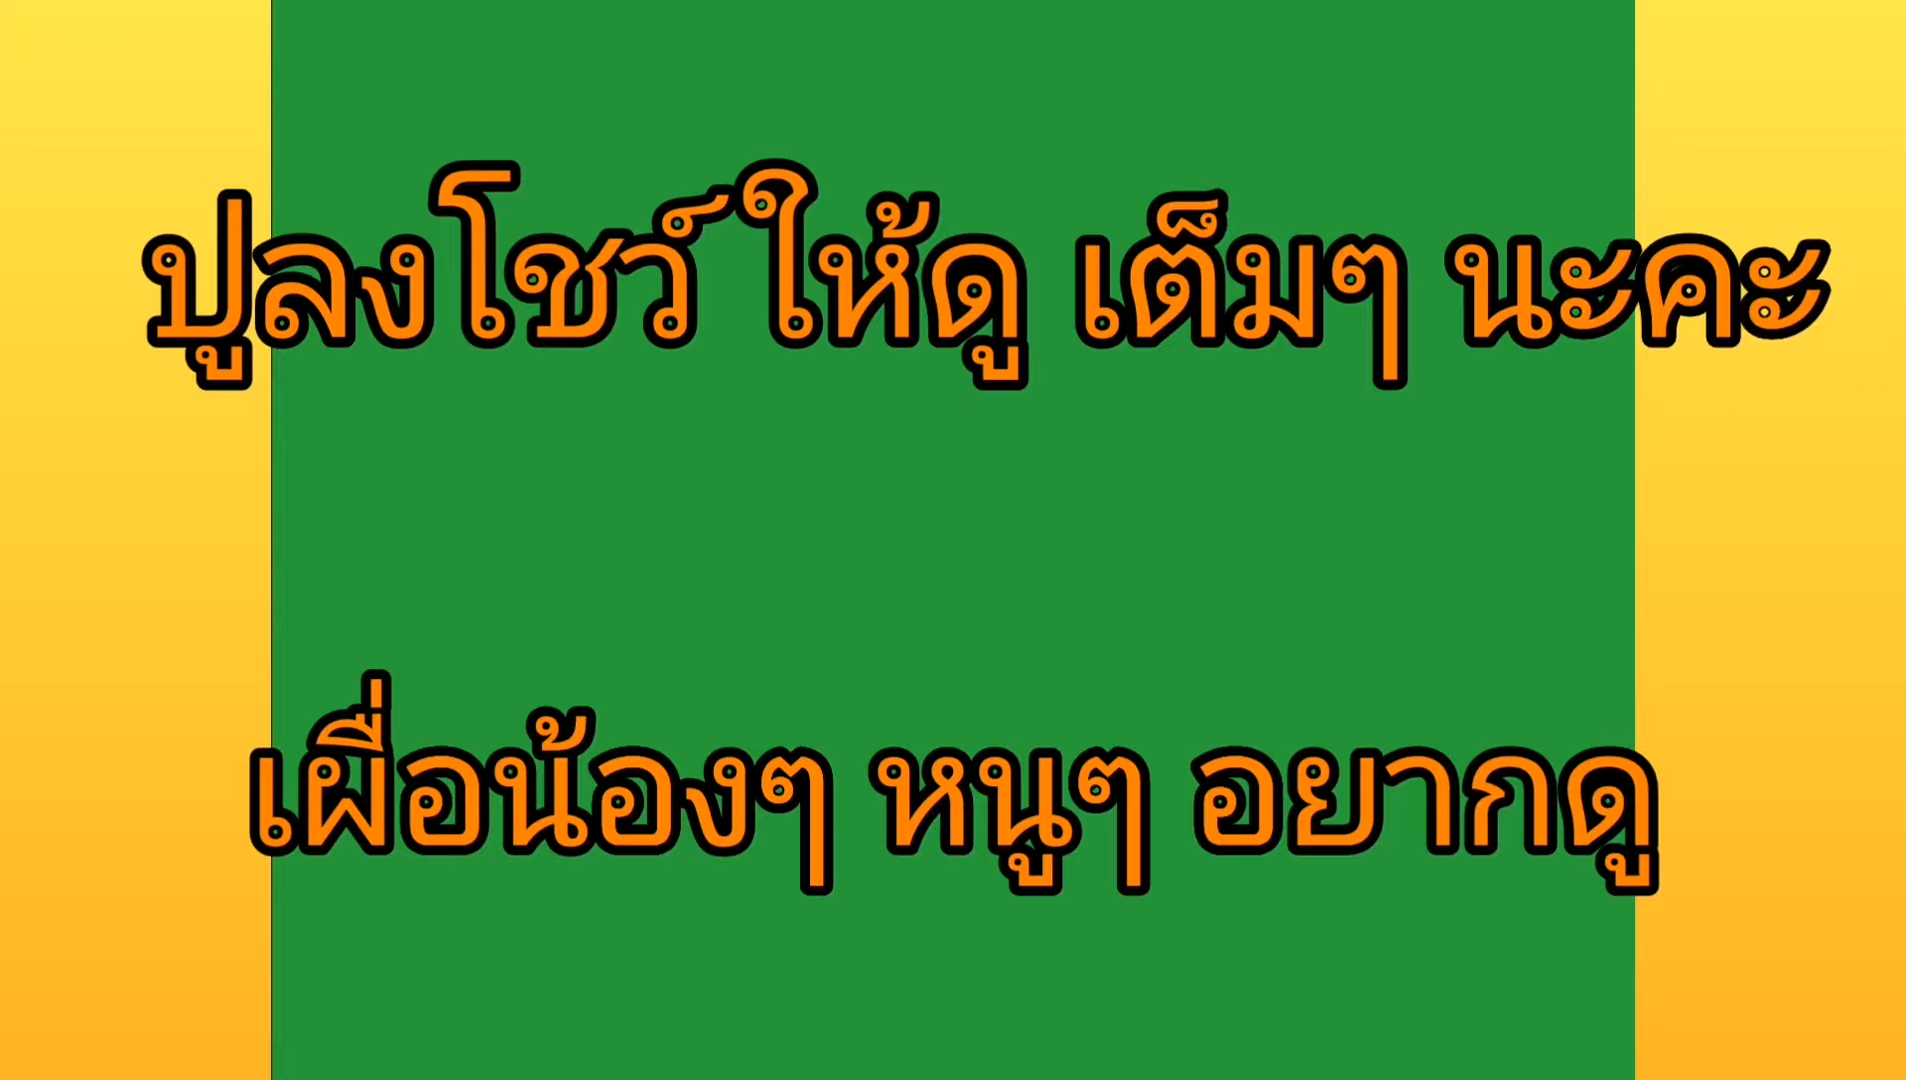 ปูลงโชว์ ให้ดู เต็มๆ นะคะ
เผื่อน้องๆ หนูๆ อยากดู